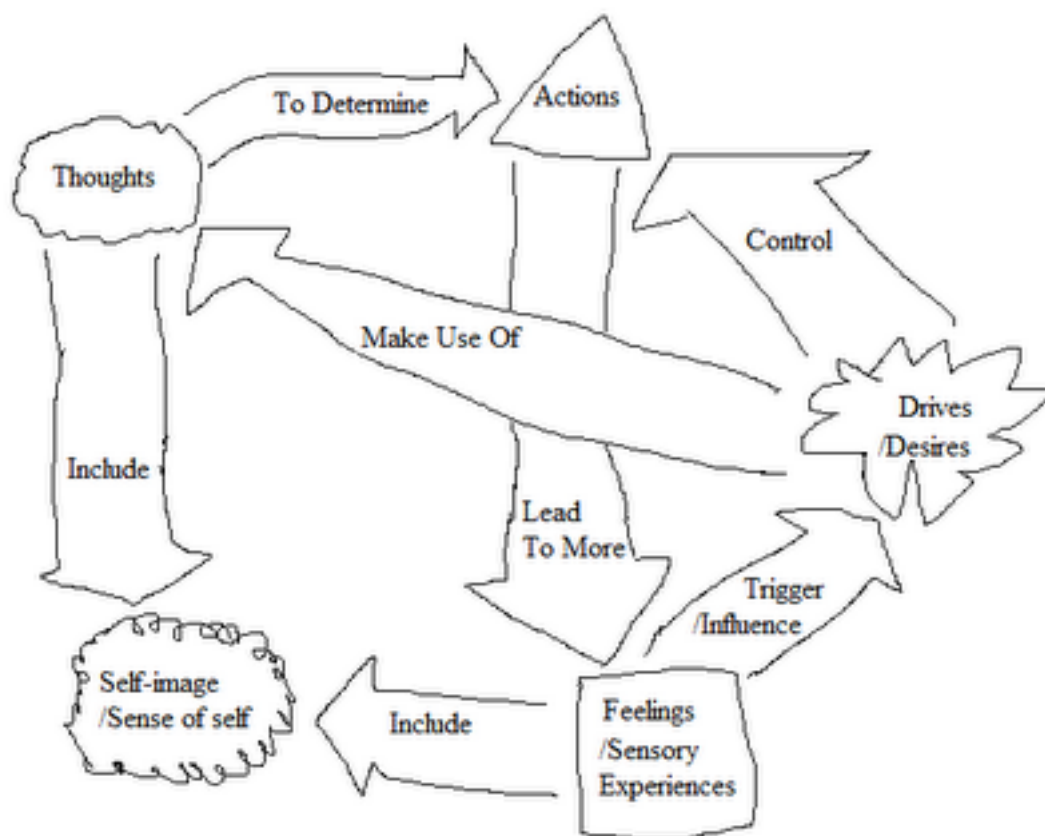 To Determine
Actions
Thoughts
Control
Make Use Of
Drives
/Desires
Include
Lead
To More
Trigger
/Influence
Self-image
/Sense of self
Include
Feelings
/Sensory
Experiences